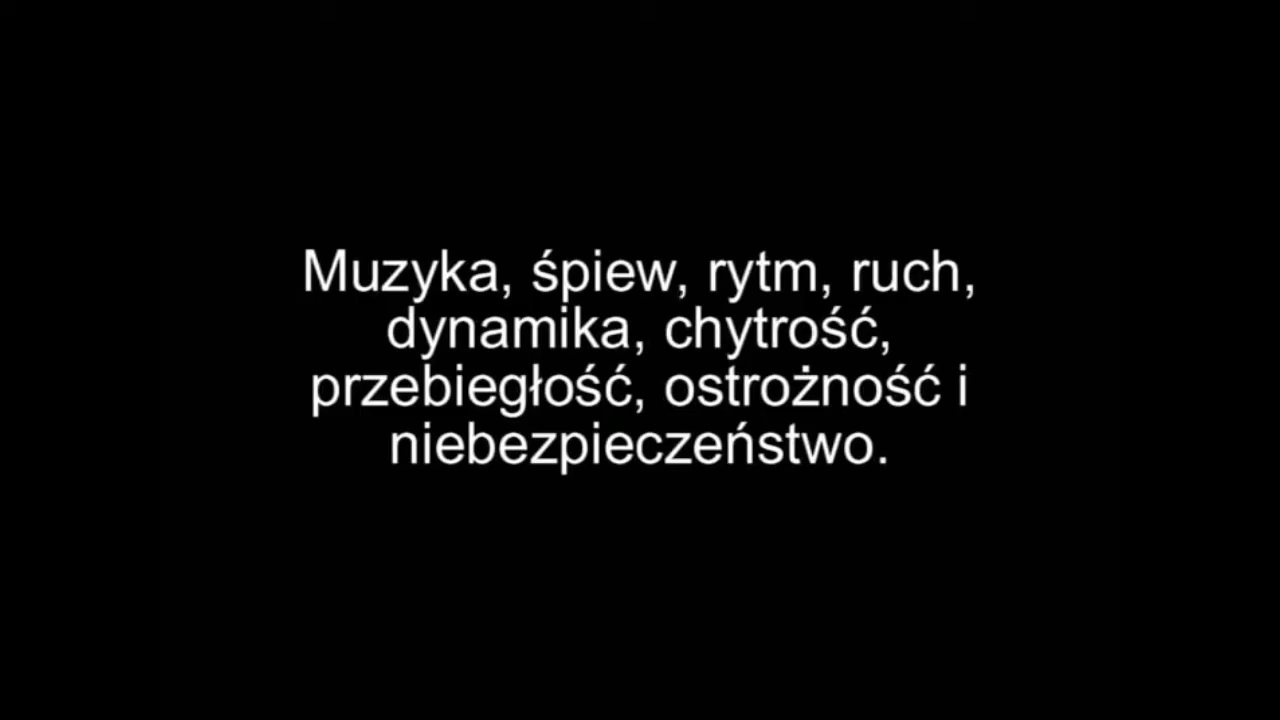 Muzyka, śpiew, rytm, ruch,
dynamika, chytrość,
przebiegłość, ostrożność i
niebezpieczeństwo.